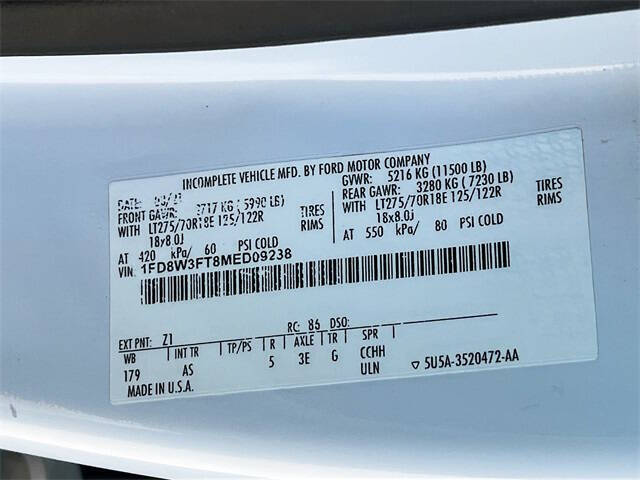 INCOMPLETE VEHICLE MFD. BY FORD MOTOR COMPANY
DATE: GVWR: 5216 KG (11500 LB)
FRONT GAWR: 2717 KG (5990 LB) REAR GAWR: 3280 KG (7230 LB)
WITH LT275/70R18E 125/122R TIRES WITH LT275/70R18E 125/122R TIRES
18x8.0J RIMS 18x8.0J RIMS
AT 420 kPa/ 60 PSI COLD AT 550 kPa/ 80 PSI COLD
VIN: 1FD8W3FT8MED09238
EXT PNT: Z1 RC: 86 DSO:
WB INT TR TP/PS R AXLE TR SPR
179 AS 5 3E G CCHH
ULN
MADE IN U.S.A. ▽ 5U5A-3520472-AA